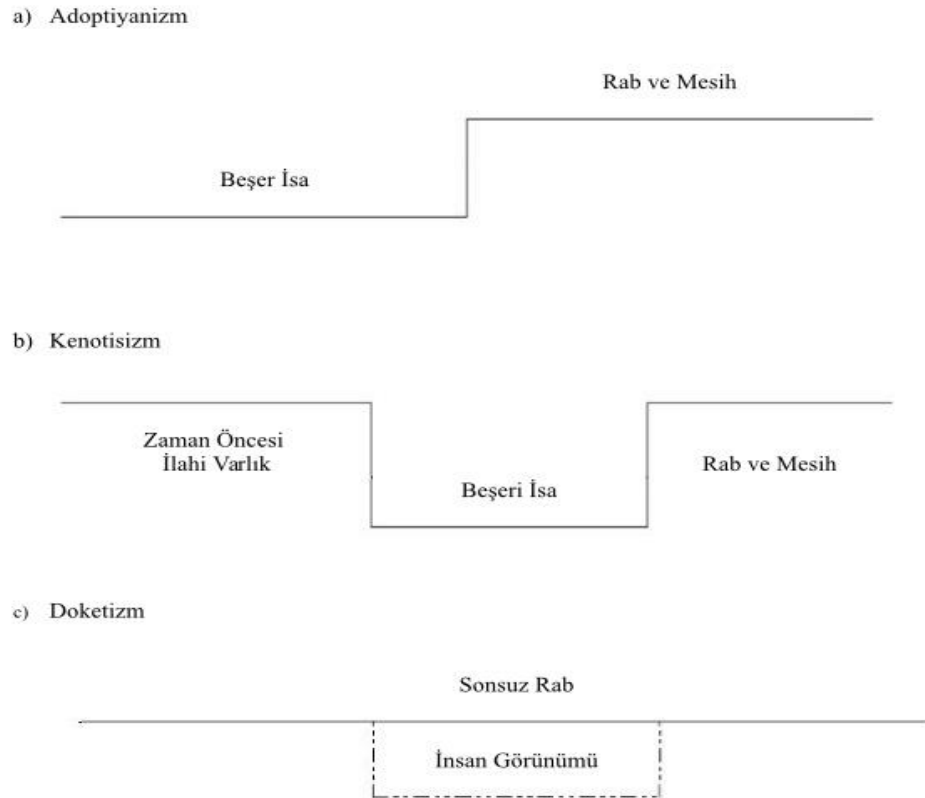 a) Adoptiyanizm
Rab ve Mesih
Beşer İsa
b) Kenotisizm
Zaman Öncesi
İlahi Varlık
Rab ve Mesih
Beşeri İsa
c) Doketizm
Sonsuz Rab
İnsan Görünümü